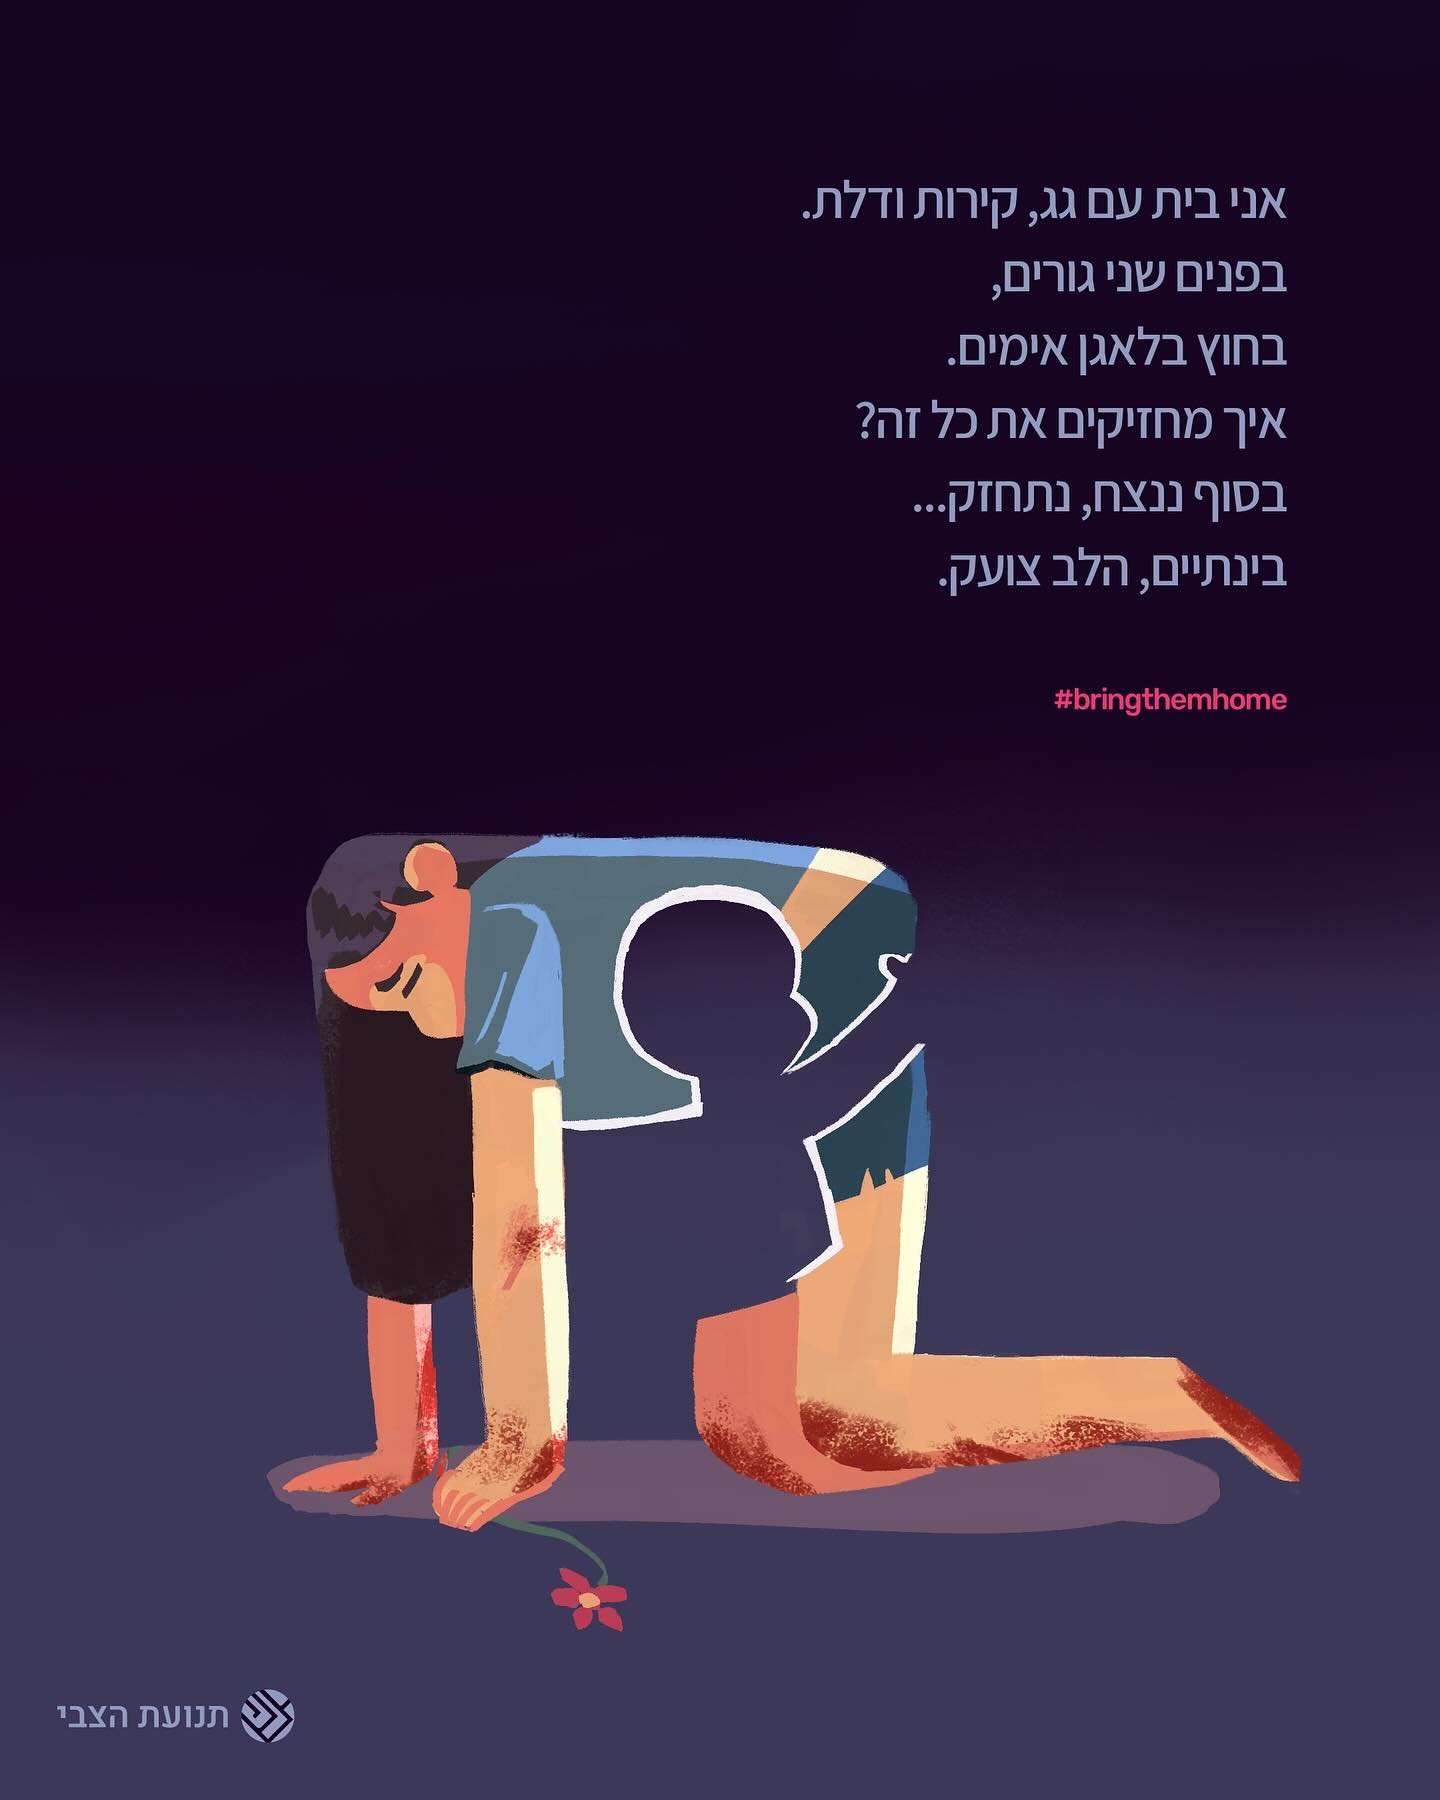 אני בית עם גג, קירות ודלת.
בפנים שני גורים,
בחוץ בלאגן אימים.
איך מחזיקים את כל זה?
בסוף ננצח, נתחזק...
בינתיים, הלב צועק.
#bringthemhome
תנועת הצבי